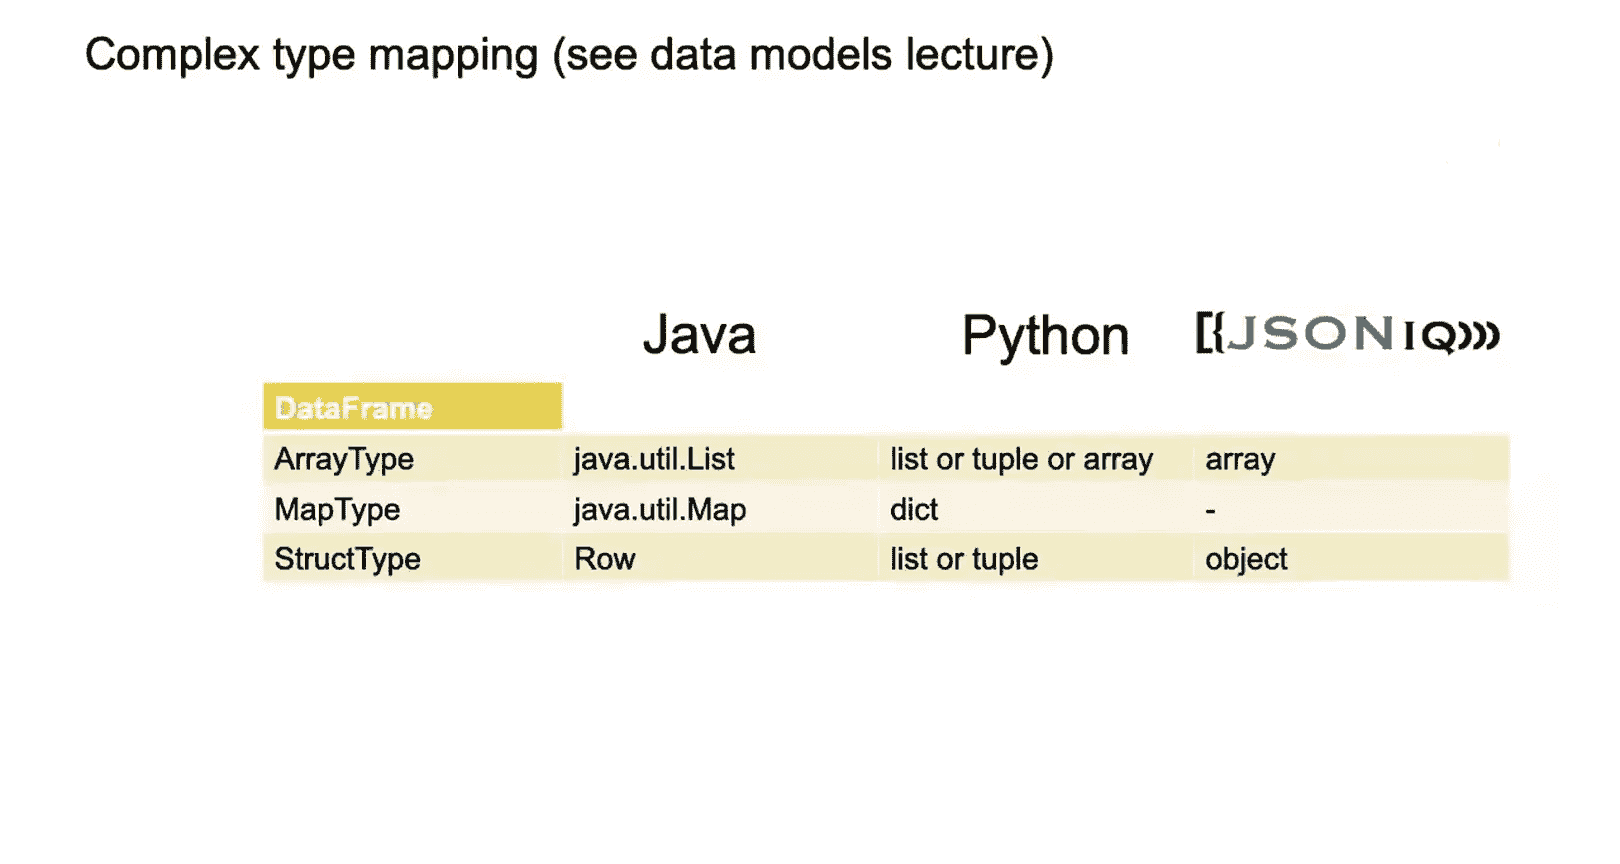 Complex type mapping (see data models lecture)
Java Python [{JSONIQ)))
DataFrame
ArrayType java.util.List list or tuple or array array
MapType java.util.Map dict -
StructType Row list or tuple object